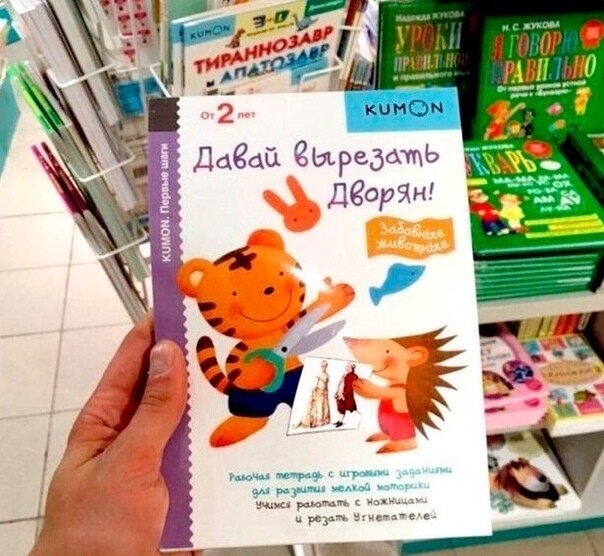 KUMON
ТИРАННОЗАВР
и АПАТОЗАВР
Надежда ЖУКОВА
УРОКИ
Н. С. ЖУКОВА
Я ГОВОРЮ
ПРАВИЛЬНО
БУКВАРЬ
KUMON. Первые шаги
От 2 лет
KUMON
Давай вырезать
Дворян!
Забавные
животные
Рабочая тетрадь с игровыми заданиями
для развития мелкой моторики
Учимся работать с ножницами
и резать Угнетателей